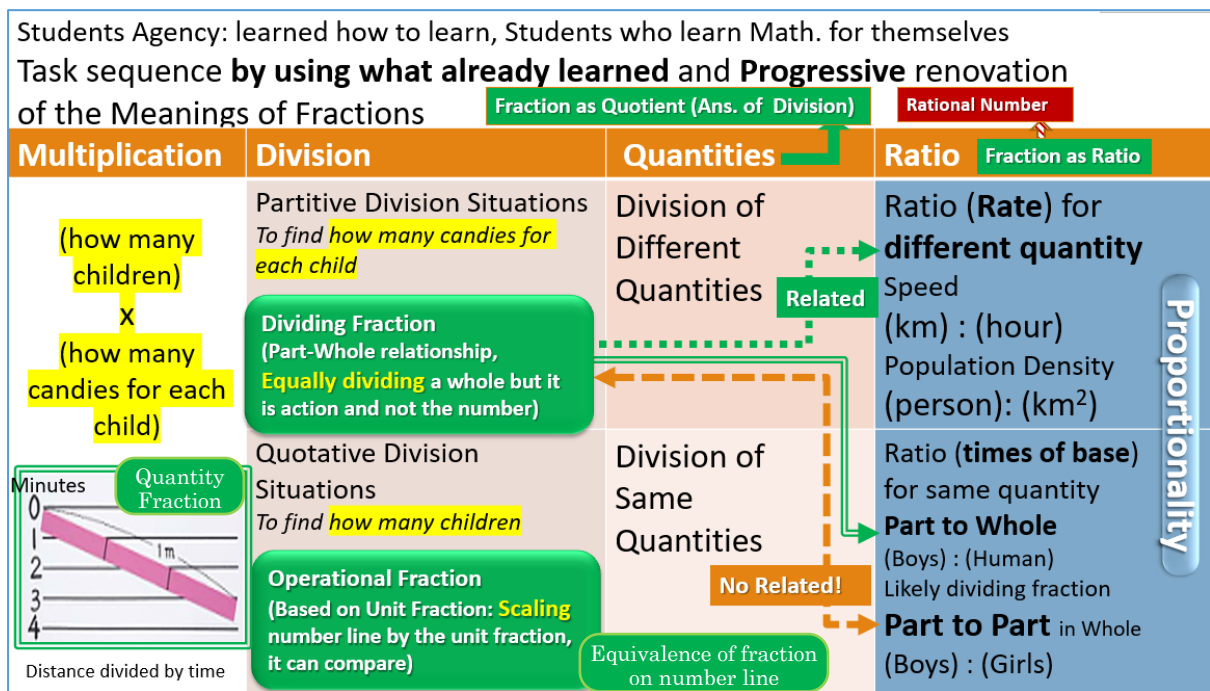 Students Agency: learned how to learn, Students who learn Math. for themselves
Task sequence by using what already learned and Progressive renovation
of the Meanings of Fractions
Fraction as Quotient (Ans. of Division)
Rational Number
Multiplication
Division
Quantities
Ratio
Fraction as Ratio
(how many
children)
X
(how many
candies for each
child)
Minutes
Quantity
Fraction
0
1
2
3
4
1m
Distance divided by time
Partitive Division Situations
To find how many candies for
each child
Dividing Fraction
(Part-Whole relationship,
Equally dividing a whole but it
is action and not the number)
Quotative Division
Situations
To find how many children
Operational Fraction
(Based on Unit Fraction: Scaling
number line by the unit fraction,
it can compare)
Division of
Different
Quantities
Related
Division of
Same
Quantities
No Related!
Equivalence of fraction
on number line
Ratio (Rate) for
different quantity
Speed
(km) : (hour)
Population Density
(person): (km²)
Ratio (times of base)
for same quantity
Part to Whole
(Boys) : (Human)
Likely dividing fraction
Part to Part in Whole
(Boys) : (Girls)
Proportionality